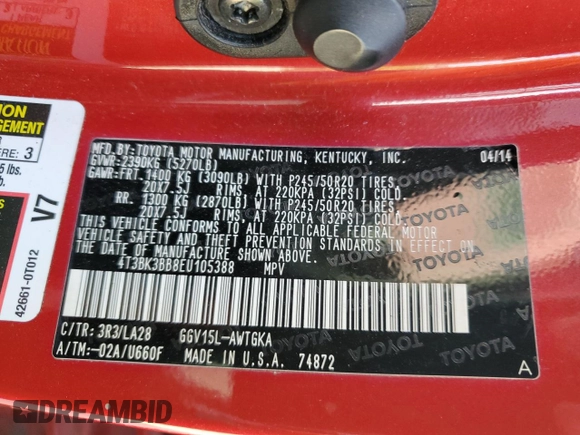 MFD.BY:TOYOTA MOTOR MANUFACTURING, KENTUCKY, INC. 04/14
GVWR:2390KG (5270LB)
GAWR:FRT.1400 KG (3090LB) WITH P245/50R20 TIRES
20X7.5J RIMS AT 220KPA (32PSI) COLD
RR. 1300 KG (2870LB) WITH P245/50R20 TIRES
20X7.5J RIMS AT 220KPA (32PSI) COLD
THIS VEHICLE CONFORMS TO ALL APPLICABLE FEDERAL MOTOR
VEHICLE SAFETY AND THEFT PREVENTION STANDARDS IN EFFECT ON
THE DATE OF MANUFACTURE SHOWN ABOVE.
4T3BK3BB8EU105388 MPV
C/TR: 3R3/LA28 GGV15L-AWTGKA
A/TM:-02A/U660F MADE IN U.S.A. 74872
A
TOYOTA
TOYOTA
TOYOTA
V7
42661-0T012
3
DREAMBID